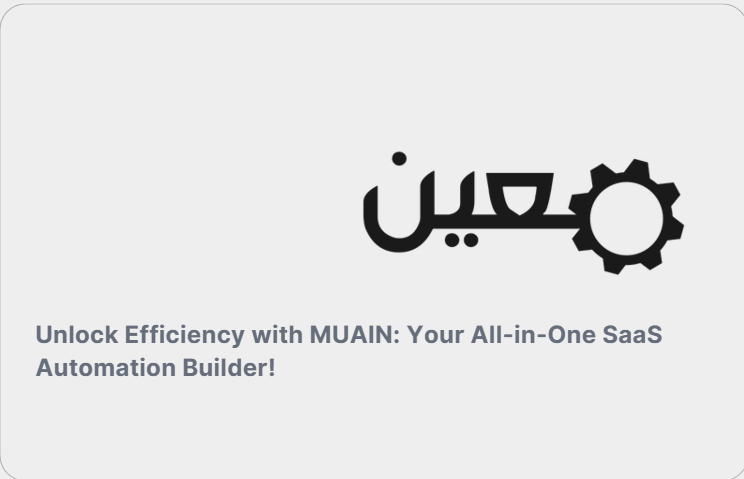 معين
Unlock Efficiency with MUAIN: Your All-in-One SaaS
Automation Builder!